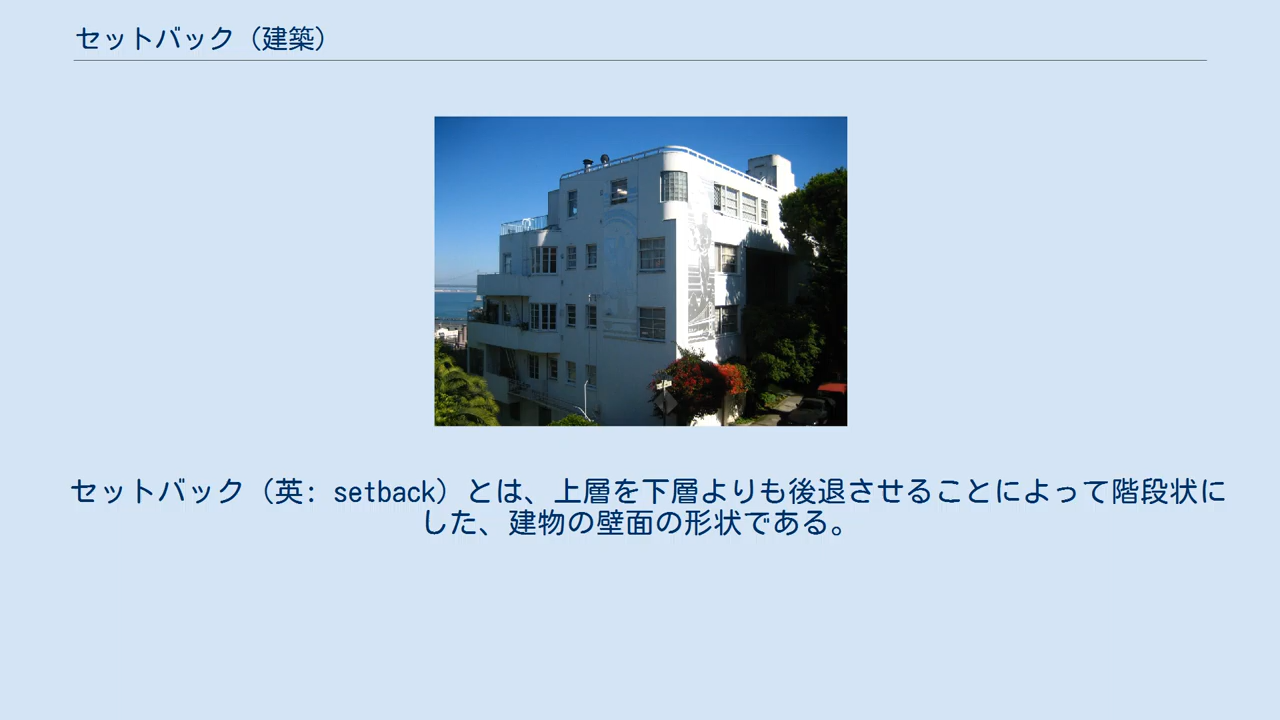 セットバック（建築）
セットバック（英: setback）とは、上層を下層よりも後退させることによって階段状に
した、建物の壁面の形状である。